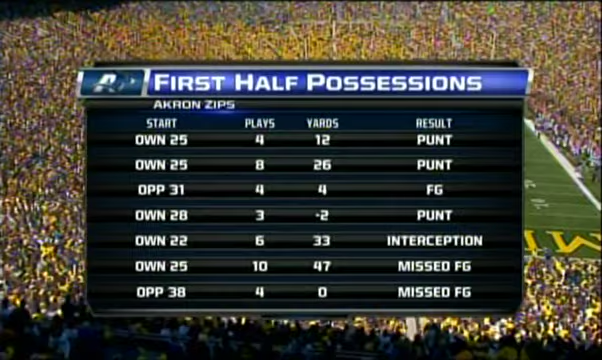 FIRST HALF POSSESSIONS
AKRON ZIPS
START PLAYS YARDS RESULT
OWN 25 4 12 PUNT
OWN 25 8 26 PUNT
OPP 31 4 4 FG
OWN 28 3 -2 PUNT
OWN 22 6 33 INTERCEPTION
OWN 25 10 47 MISSED FG
OPP 38 4 0 MISSED FG